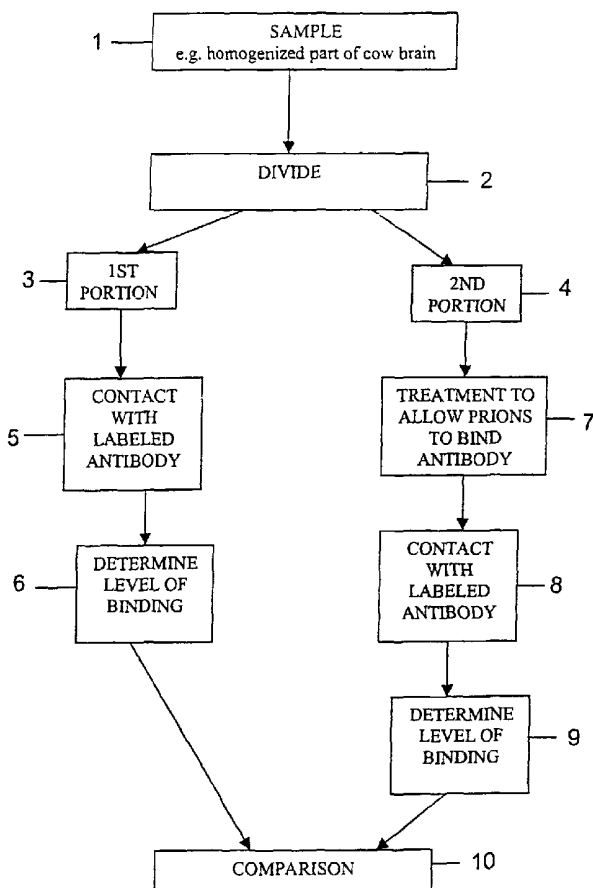 1
SAMPLE
e.g. homogenized part of cow brain
DIVIDE
2
3
1ST
PORTION
2ND
PORTION
4
5
CONTACT
WITH
LABELED
ANTIBODY
TREATMENT TO
ALLOW PRIONS
TO BIND
ANTIBODY
7
6
DETERMINE
LEVEL OF
BINDING
CONTACT
WITH
LABELED
ANTIBODY
8
DETERMINE
LEVEL OF
BINDING
9
COMPARISON
10